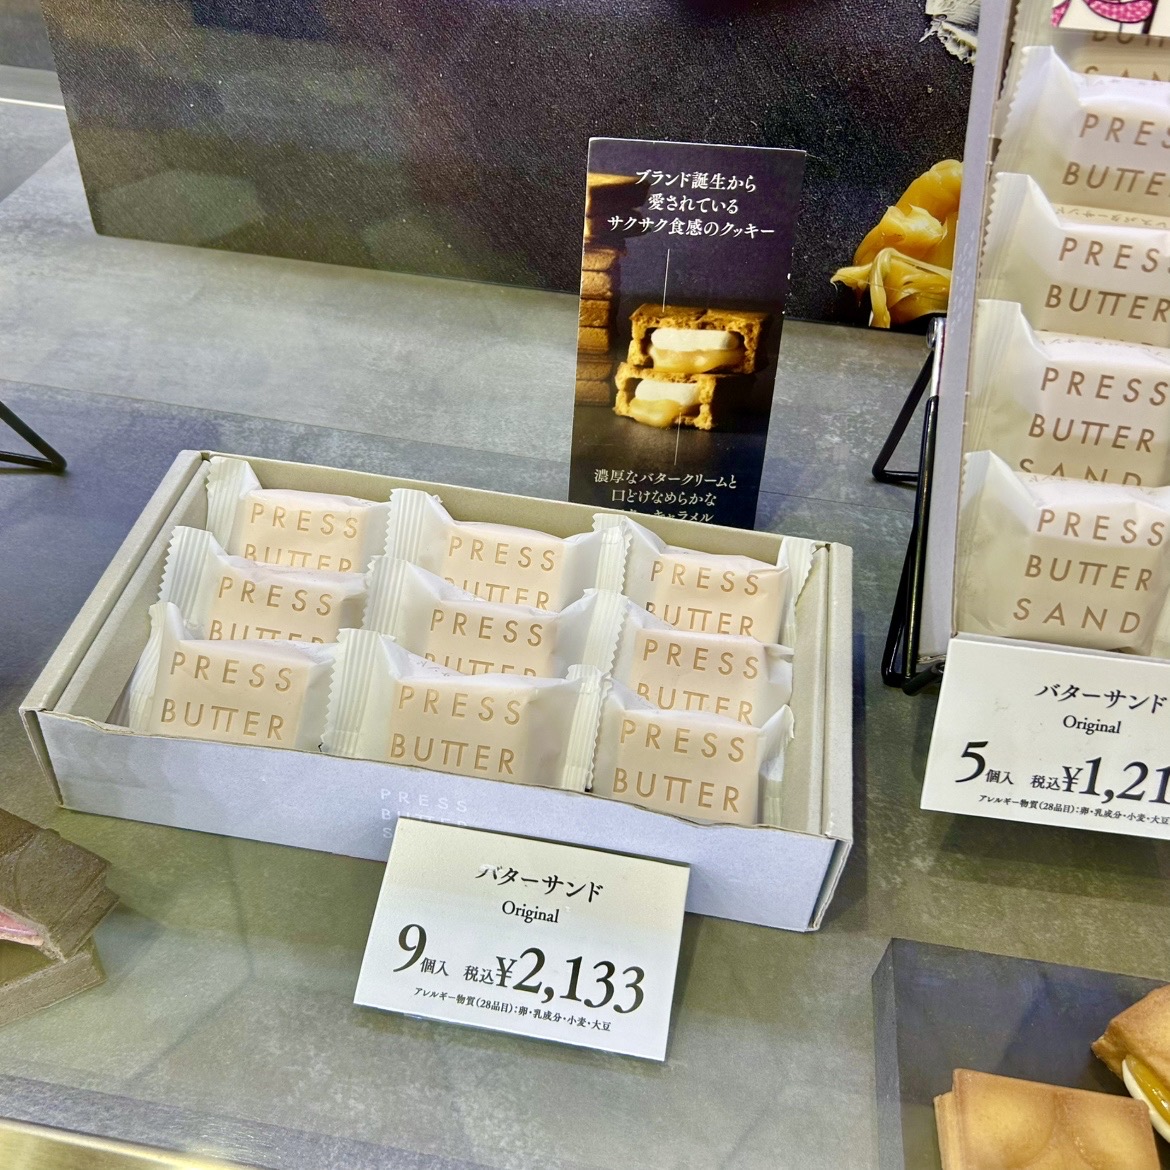 ブランド誕生から
愛されている
サクサク食感のクッキー
濃厚なバタークリームと
口どけなめらかな
キャラメル
PRESS
BUTTER
PRESS
BUTTER
PRESS
BUTTER
PRESS
BUTTER
PRESS
BUTTER
PRESS
BUTTER
PRESS
BUTTER
PRESS
BUTTER
PRESS
BUTTER
PRESS
BUTTER
バターサンド
Original
9個入 税込¥2,133
アレルギー物質(28品目):卵・乳成分・小麦・大豆
BUTTER
SAND
PRESS
BUTTER
PRESS
BUTTER
PRESS
BUTTER
SAND
PRESS
BUTTER
SAND
バターサンド
Original
5個入 税込¥1,21
アレルギー物質(28品目):卵・乳成分・小麦・大豆